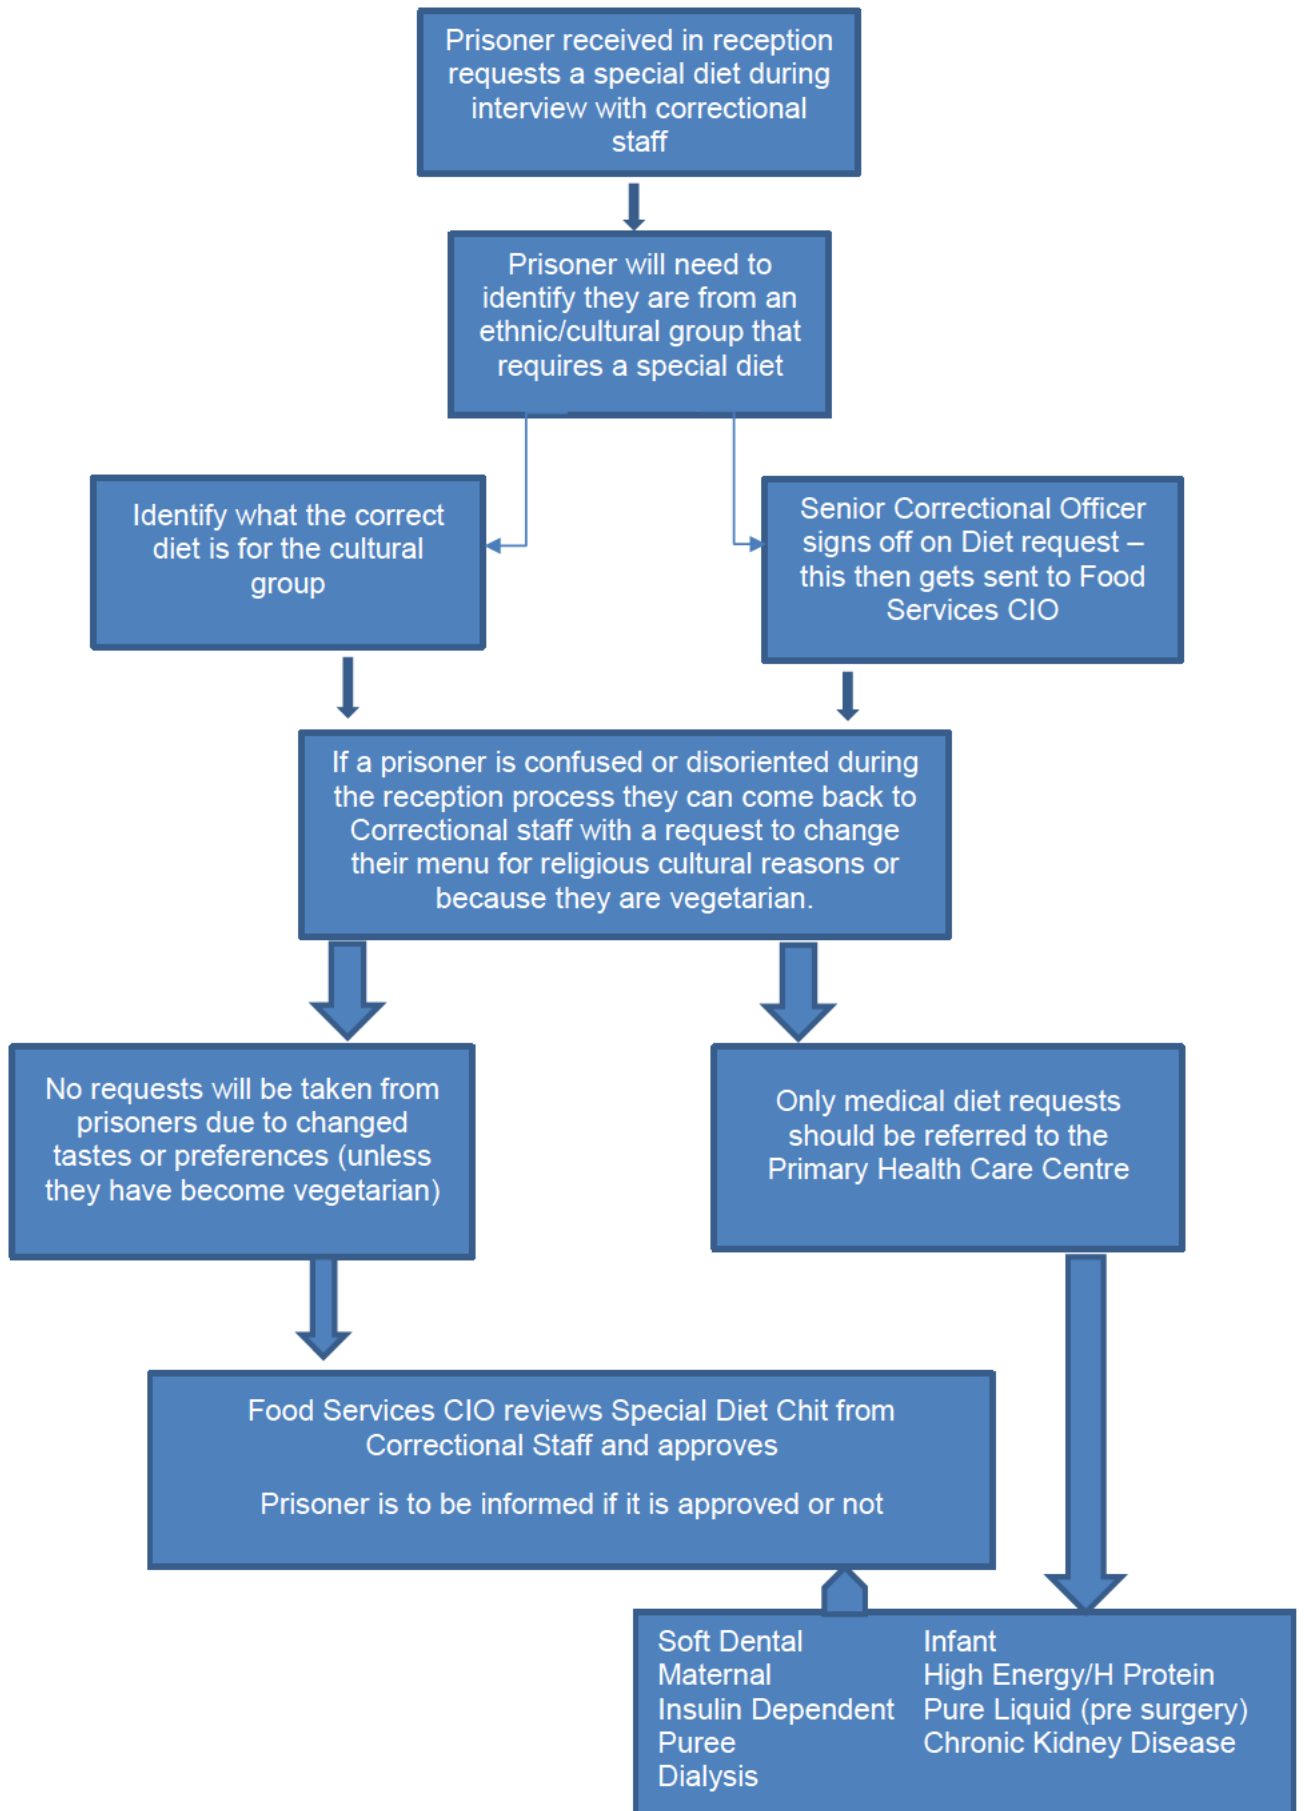 Prisoner received in reception
requests a special diet during
interview with correctional
staff
Prisoner will need to
identify they are from an
ethnic/cultural group that
requires a special diet
Identify what the correct
diet is for the cultural
group
Senior Correctional Officer
signs off on Diet request –
this then gets sent to Food
Services CIO
If a prisoner is confused or disoriented during
the reception process they can come back to
Correctional staff with a request to change
their menu for religious cultural reasons or
because they are vegetarian.
No requests will be taken from
prisoners due to changed
tastes or preferences (unless
they have become vegetarian)
Only medical diet requests
should be referred to the
Primary Health Care Centre
Food Services CIO reviews Special Diet Chit from
Correctional Staff and approves
Prisoner is to be informed if it is approved or not
Soft Dental
Maternal
Insulin Dependent
Puree
Dialysis
Infant
High Energy/H Protein
Pure Liquid (pre surgery)
Chronic Kidney Disease